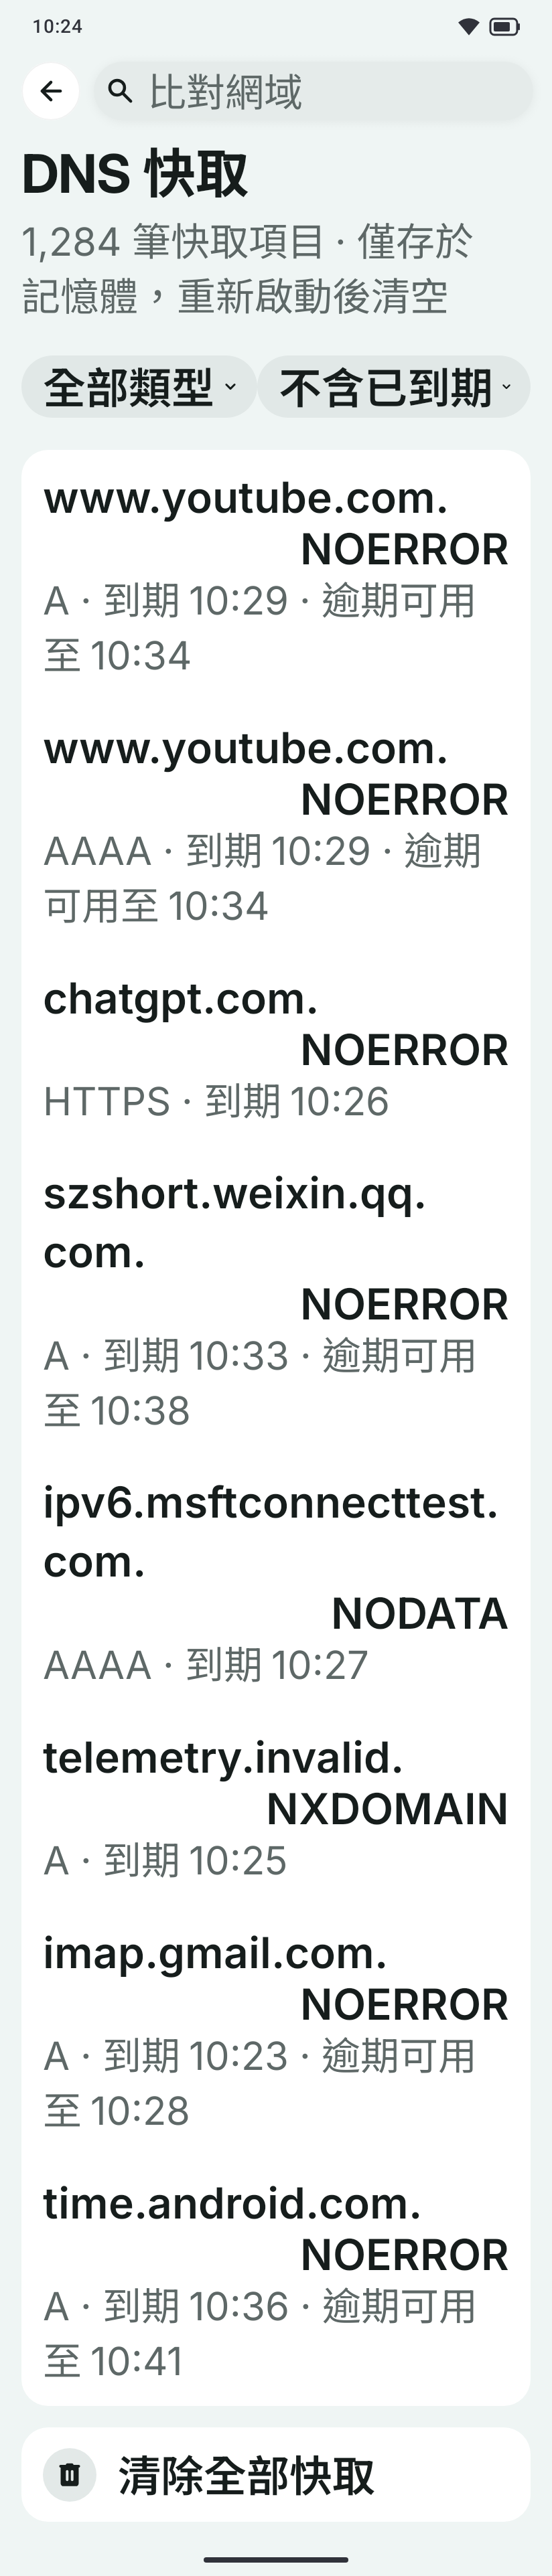 10:24
比對網域
DNS 快取
1,284 筆快取項目 · 僅存於
記憶體，重新啟動後清空
全部類型
不含已到期
www.youtube.com.
NOERROR
A · 到期 10:29 · 逾期可用
至 10:34
www.youtube.com.
NOERROR
AAAA · 到期 10:29 · 逾期
可用至 10:34
chatgpt.com.
NOERROR
HTTPS · 到期 10:26
szshort.weixin.qq.
com.
NOERROR
A · 到期 10:33 · 逾期可用
至 10:38
ipv6.msftconnecttest.
com.
NODATA
AAAA · 到期 10:27
telemetry.invalid.
NXDOMAIN
A · 到期 10:25
imap.gmail.com.
NOERROR
A · 到期 10:23 · 逾期可用
至 10:28
time.android.com.
NOERROR
A · 到期 10:36 · 逾期可用
至 10:41
清除全部快取